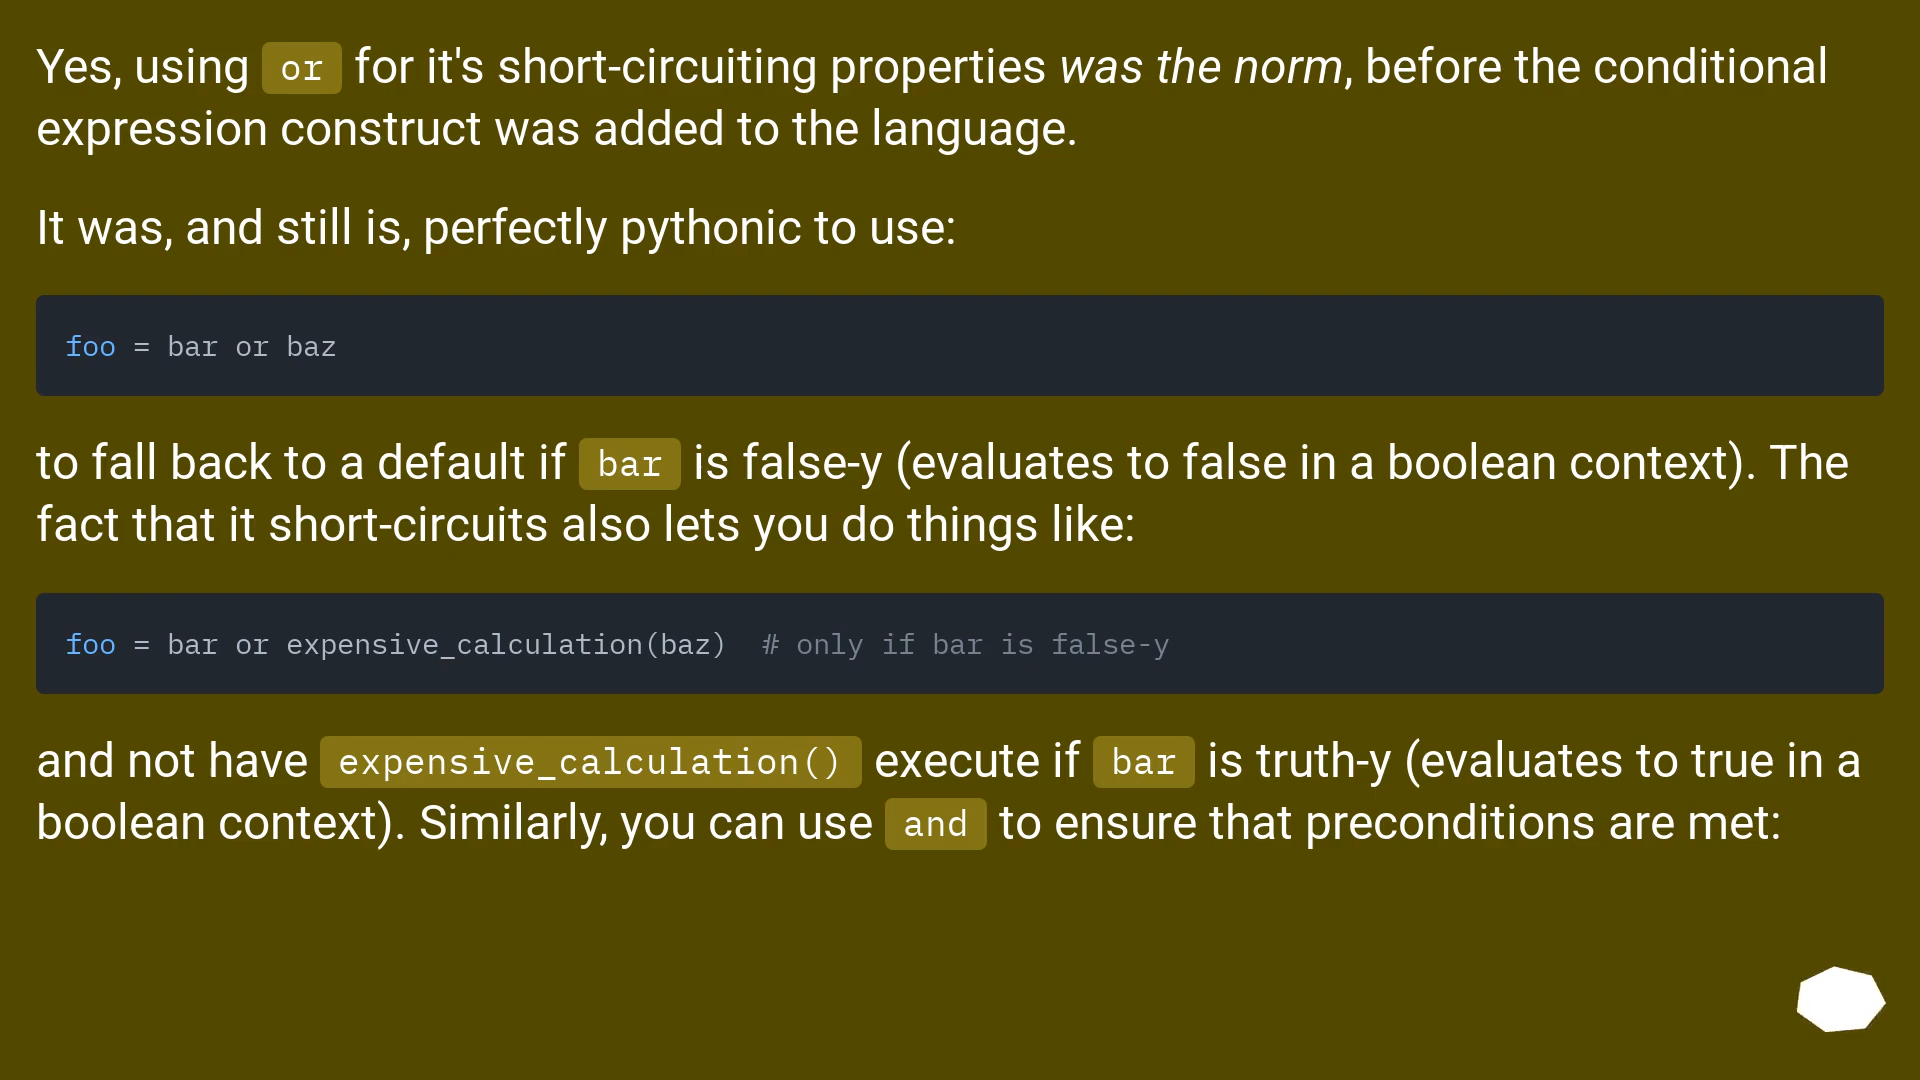 Yes, using or for it's short-circuiting properties was the norm, before the conditional
expression construct was added to the language.
It was, and still is, perfectly pythonic to use:
foo = bar or baz
to fall back to a default if bar is false-y (evaluates to false in a boolean context). The
fact that it short-circuits also lets you do things like:
foo = bar or expensive_calculation(baz)  # only if bar is false-y
and not have expensive_calculation() execute if bar is truth-y (evaluates to true in a
boolean context). Similarly, you can use and to ensure that preconditions are met: